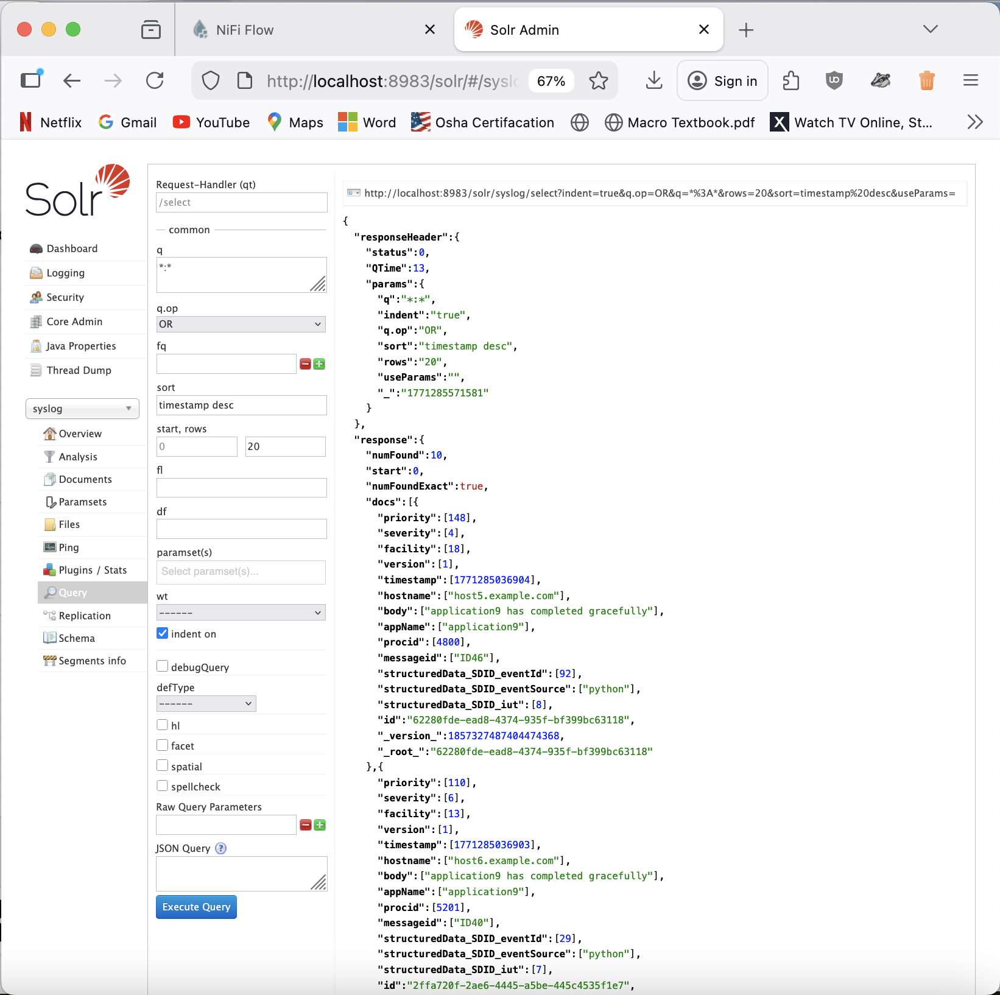 NiFi Flow
Solr Admin
http://localhost:8983/solr/#/syslo
67%
Sign in
Netflix
Gmail
YouTube
Maps
Word
Osha Certifacation
Macro Textbook.pdf
Watch TV Online, St...
Solr
Dashboard
Logging
Security
Core Admin
Java Properties
Thread Dump
syslog
Overview
Analysis
Documents
Paramsets
Files
Ping
Plugins / Stats
Query
Replication
Schema
Segments info
Request-Handler (qt)
/select
common
q
*:*
q.op
OR
fq
sort
timestamp desc
start, rows
0
20
fl
df
paramset(s)
Select paramset(s)...
wt
------
indent on
debugQuery
defType
------
hl
facet
spatial
spellcheck
Raw Query Parameters
JSON Query ?
Execute Query
http://localhost:8983/solr/syslog/select?indent=true&q.op=OR&q=*%3A*&rows=20&sort=timestamp%20desc&useParams=
{
"responseHeader":{
"status":0,
"QTime":13,
"params":{
"q":"*:*",
"indent":"true",
"q.op":"OR",
"sort":"timestamp desc",
"rows":"20",
"useParams":"",
"_":"1771285571581"
}
},
"response":{
"numFound":10,
"start":0,
"numFoundExact":true,
"docs":[{
"priority":[148],
"severity":[4],
"facility":[18],
"version":[1],
"timestamp":[1771285036904],
"hostname":["host5.example.com"],
"body":["application9 has completed gracefully"],
"appName":["application9"],
"procid":[4800],
"messageid":["ID46"],
"structuredData_SDID_eventId":[92],
"structuredData_SDID_eventSource":["python"],
"structuredData_SDID_iut":[8],
"id":"62280fde-ead8-4374-935f-bf399bc63118",
"_version_":1857327487404474368,
"_root_":"62280fde-ead8-4374-935f-bf399bc63118"
},{
"priority":[110],
"severity":[6],
"facility":[13],
"version":[1],
"timestamp":[1771285036903],
"hostname":["host6.example.com"],
"body":["application9 has completed gracefully"],
"appName":["application9"],
"procid":[5201],
"messageid":["ID40"],
"structuredData_SDID_eventId":[29],
"structuredData_SDID_eventSource":["python"],
"structuredData_SDID_iut":[7],
"id":"2ffa720f-2ae6-4445-a5be-445c4535f1e7",